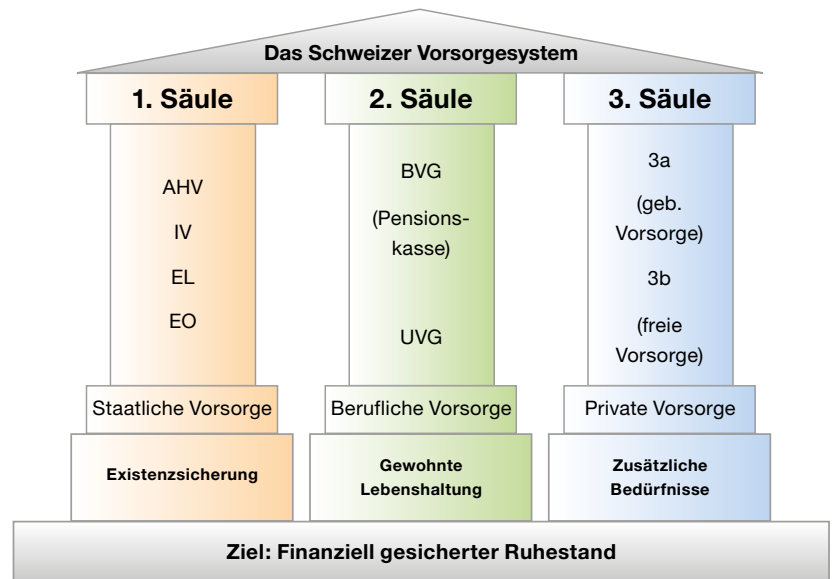 Das Schweizer Vorsorgesystem
1. Säule
AHV
IV
EL
EO
Staatliche Vorsorge
Existenzsicherung
2. Säule
BVG
(Pensions-
kasse)
UVG
Berufliche Vorsorge
Gewohnte
Lebenshaltung
3. Säule
3a
(geb.
Vorsorge)
3b
(freie
Vorsorge)
Private Vorsorge
Zusätzliche
Bedürfnisse
Ziel: Finanziell gesicherter Ruhestand